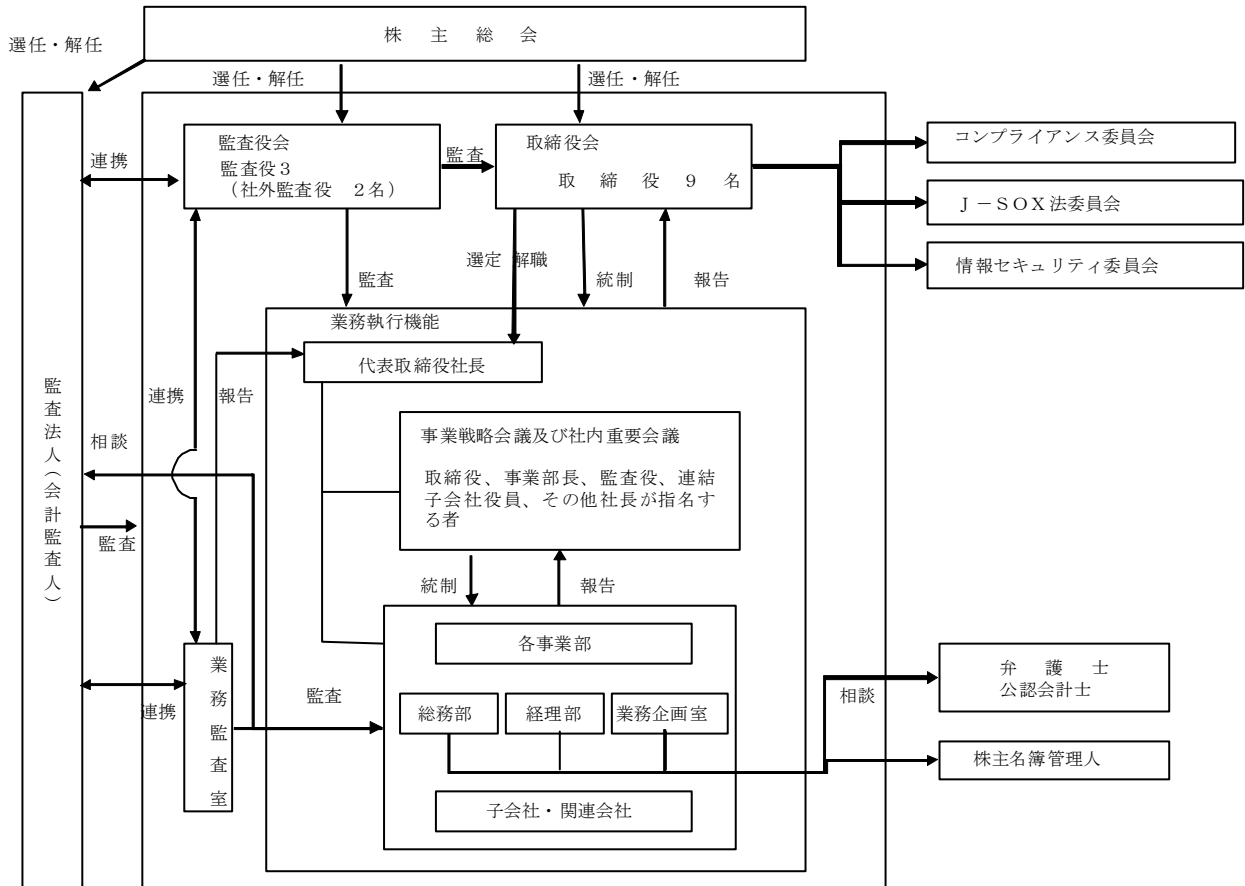 株主総会
選任・解任
選任・解任
選任・解任
監査役会
監査役3
(社外監査役 2名)
監査
取締役会
取締役9名
コンプライアンス委員会
J-SOX法委員会
情報セキュリティ委員会
連携
監査
選定 解職
統制
報告
業務執行機能
代表取締役社長
監査法人(会計監査人)
連携
報告
相談
監査
事業戦略会議及び社内重要会議
取締役、事業部長、監査役、連結
子会社役員、その他社長が指名す
る者
統制
報告
各事業部
業務監査室
連携
監査
総務部
経理部
業務企画室
子会社・関連会社
相談
弁護士
公認会計士
株主名簿管理人